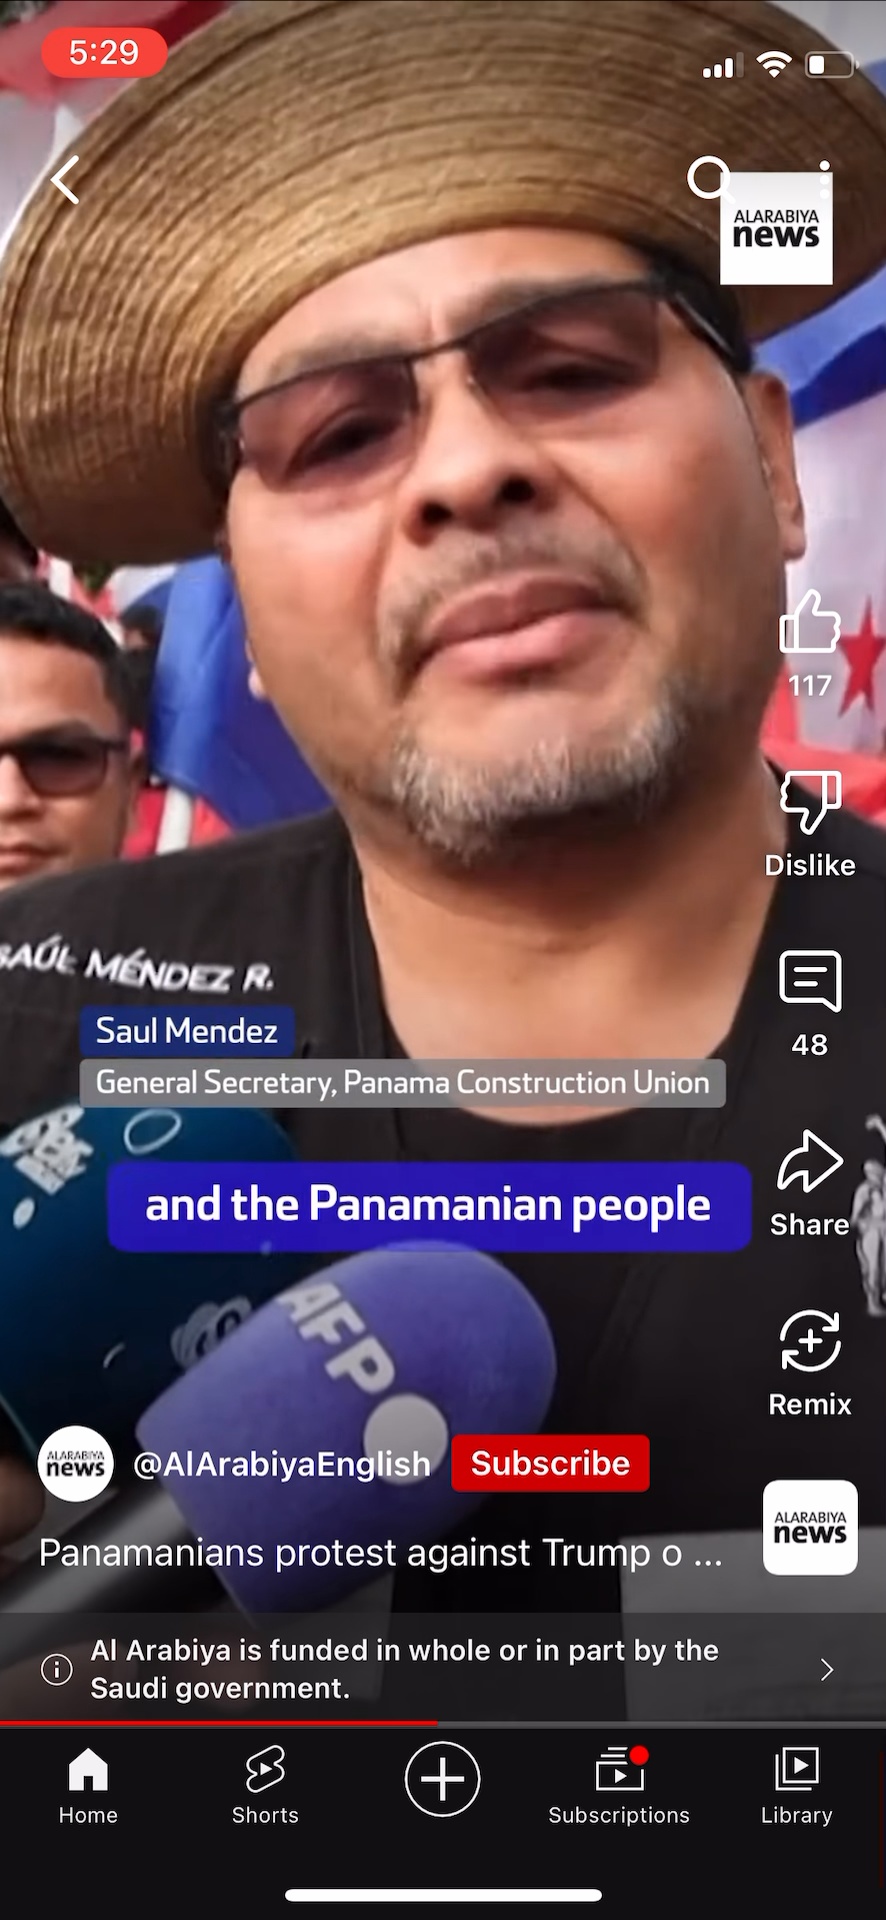 5:29
ALARABIYA
news
117
Dislike
SAÚL MÉNDEZ R.
Saul Mendez
General Secretary, Panama Construction Union
48
and the Panamanian people
Share
AFP
Remix
ALARABIYA
news
@AlArabiyaEnglish
Subscribe
Panamanians protest against Trump o ...
ALARABIYA
news
Al Arabiya is funded in whole or in part by the
Saudi government.
Home
Shorts
Subscriptions
Library